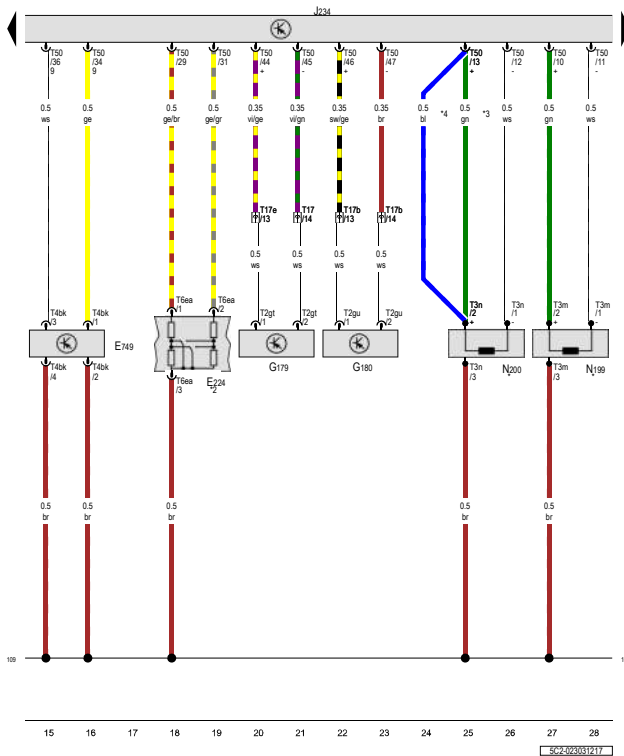 J234
T50 T50 T50 T50 T50 T50 T50 T50 T50 T50 T50 T50
/36 /34 /29 /31 /44 /45 /46 /47 /13 /12 /10 /11
9 9 + - + - + - + -
0.5 0.5 0.5 0.5 0.35 0.35 0.35 0.35 0.5 0.5 0.5 0.5 0.5
ws ge ge/br ge/gr vi/ge vi/gn sw/ge br bl *4 gn *3 ws gn ws
T17e T17 T17b T17b
/13 /14 /13 /14
0.5 0.5 0.5 0.5
ws ws ws ws
T4bk T4bk T6ea T6ea T2gt T2gt T2gu T2gu T3n T3n T3m T3m
/3 /1 /1 /2 /1 /2 /1 /2 /2 /1 /2 /1
+ - + -
E749
G179 G180 N200 N199
* *
T4bk T4bk T6ea E224 T3n T3m
/4 /2 /3 *2 /3 /3
0.5 0.5 0.5 0.5 0.5
br br br br br
109 1
15 16 17 18 19 20 21 22 23 24 25 26 27 28
5C2-023031217